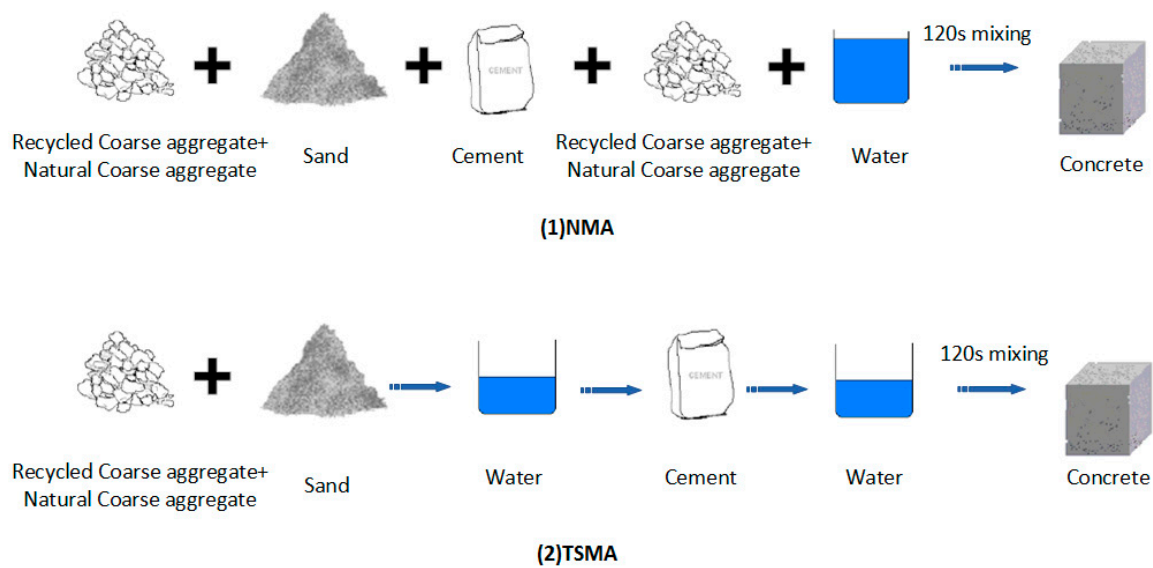 120s mixing
CEMENT
Recycled Coarse aggregate+
Natural Coarse aggregate
Sand
Cement
Recycled Coarse aggregate+
Natural Coarse aggregate
Water
Concrete
(1)NMA
120s mixing
CEMENT
Recycled Coarse aggregate+
Natural Coarse aggregate
Sand
Water
Cement
Water
Concrete
(2)TSMA